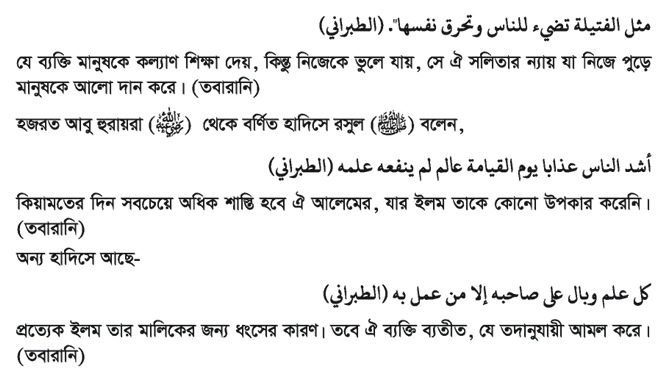 مثل الفتيلة تضيء للناس وتحرق نفسها". (الطبراني)
যে ব্যক্তি মানুষকে কল্যাণ শিক্ষা দেয়, কিন্তু নিজেকে ভুলে যায়, সে ঐ সলিতার ন্যায় যা নিজে পুড়ে
মানুষকে আলো দান করে। (তবারানি)
হজরত আবু হুরায়রা (رضي الله عنه) থেকে বর্ণিত হাদিসে রসুল (ﷺ) বলেন,
أشد الناس عذابا يوم القيامة عالم لم ينفعه علمه (الطبراني)
কিয়ামতের দিন সবচেয়ে অধিক শাস্তি হবে ঐ আলেমের, যার ইলম তাকে কোনো উপকার করেনি।
(তবারানি)
অন্য হাদিসে আছে-
كل علم وبال على صاحبه إلا من عمل به (الطبراني)
প্রত্যেক ইলম তার মালিকের জন্য ধংসের কারণ। তবে ঐ ব্যক্তি ব্যতীত, যে তদানুযায়ী আমল করে।
(তবারানি)